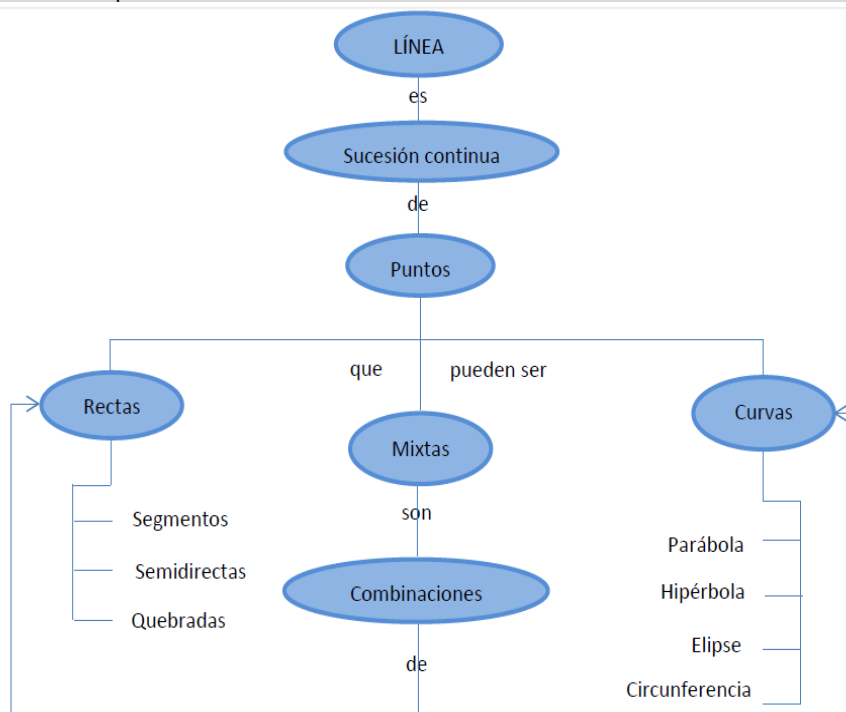 LÍNEA
es
Sucesión continua
de
Puntos
que pueden ser
Rectas
Mixtas
Curvas
Segmentos
Semidirectas
Quebradas
son
Combinaciones
de
Parábola
Hipérbola
Elipse
Circunferencia